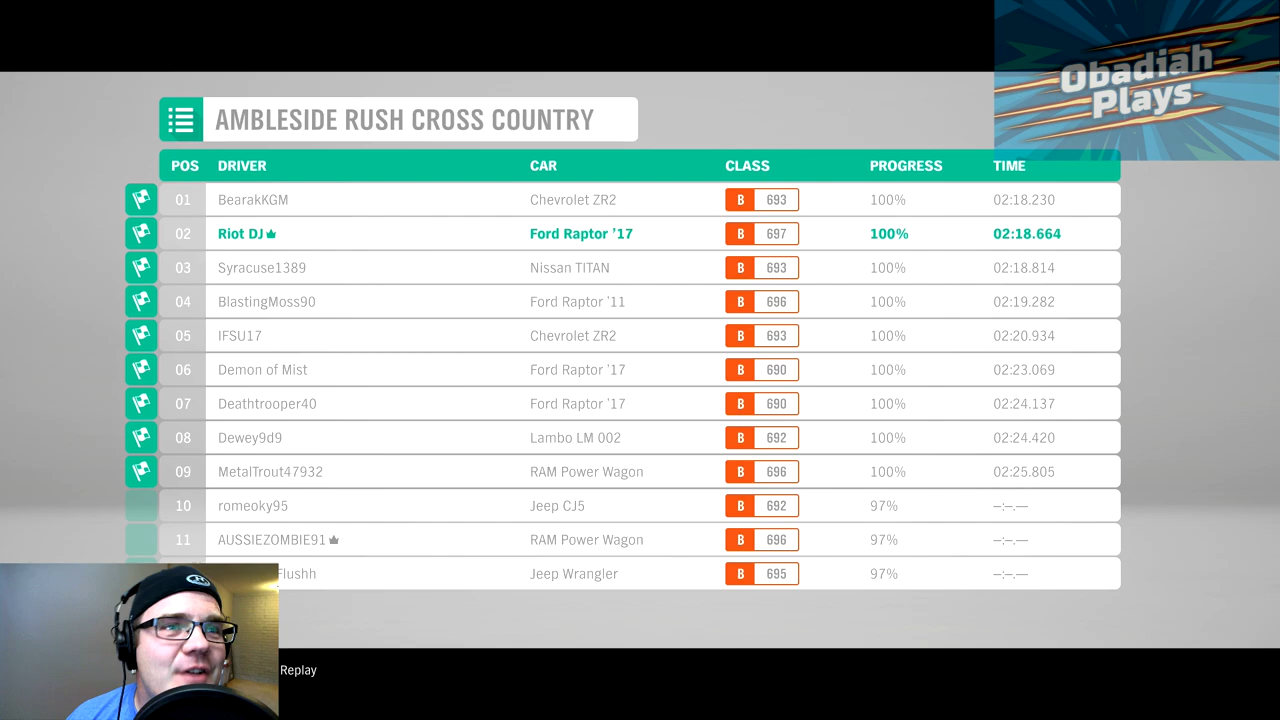 Obadiah
Plays
AMBLESIDE RUSH CROSS COUNTRY
POS DRIVER CAR CLASS PROGRESS TIME
01 BearakKGM Chevrolet ZR2 B 693 100% 02:18.230
02 Riot DJ Ford Raptor '17 B 697 100% 02:18.664
03 Syracuse1389 Nissan TITAN B 693 100% 02:18.814
04 BlastingMoss90 Ford Raptor '11 B 696 100% 02:19.282
05 IFSU17 Chevrolet ZR2 B 693 100% 02:20.934
06 Demon of Mist Ford Raptor '17 B 690 100% 02:23.069
07 Deathtrooper40 Ford Raptor '17 B 690 100% 02:24.137
08 Dewey9d9 Lambo LM 002 B 692 100% 02:24.420
09 MetalTrout47932 RAM Power Wagon B 696 100% 02:25.805
10 romeoky95 Jeep CJ5 B 692 97% --:--.---
11 AUSSIEZOMBIE91 RAM Power Wagon B 696 97% --:--.---
Flushh Jeep Wrangler B 695 97% --:--.---
Replay